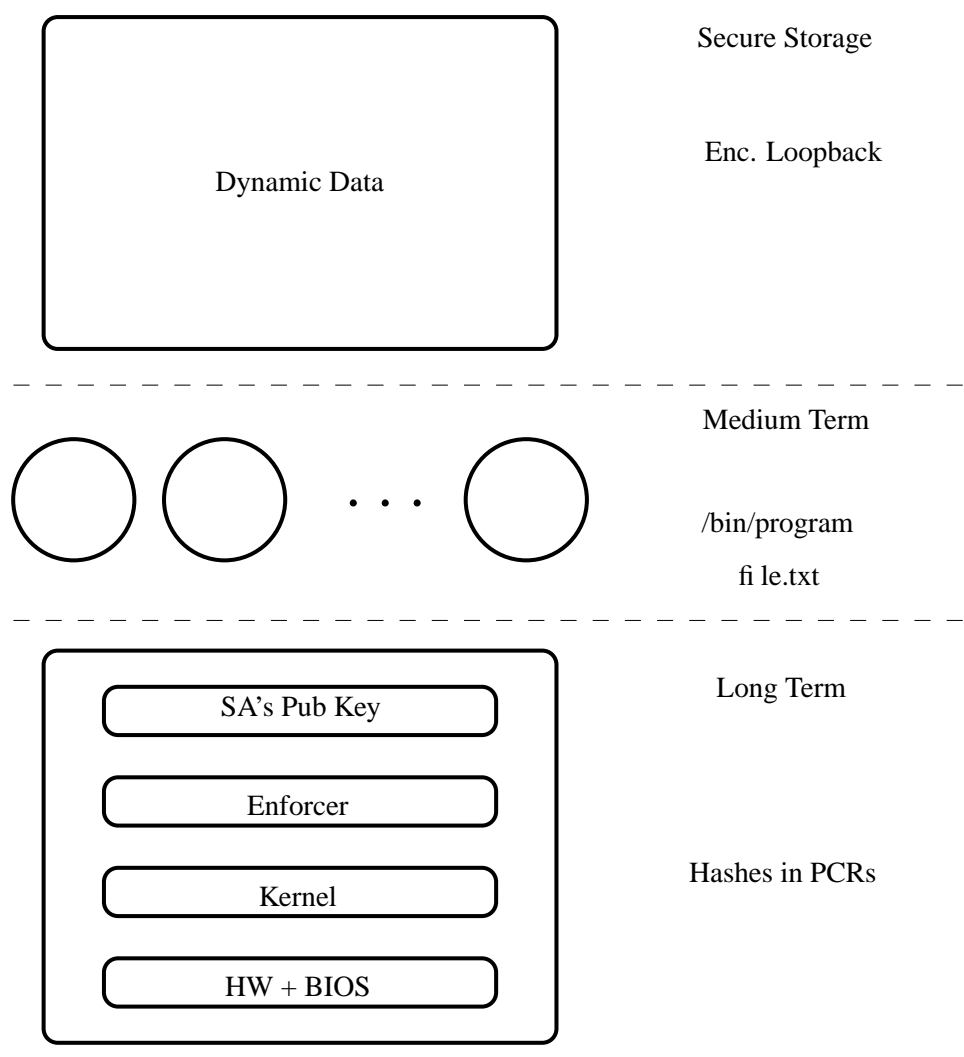 Secure Storage
Enc. Loopback
Dynamic Data
Medium Term
. . .
/bin/program
fi le.txt
Long Term
SA's Pub Key
Enforcer
Hashes in PCRs
Kernel
HW + BIOS